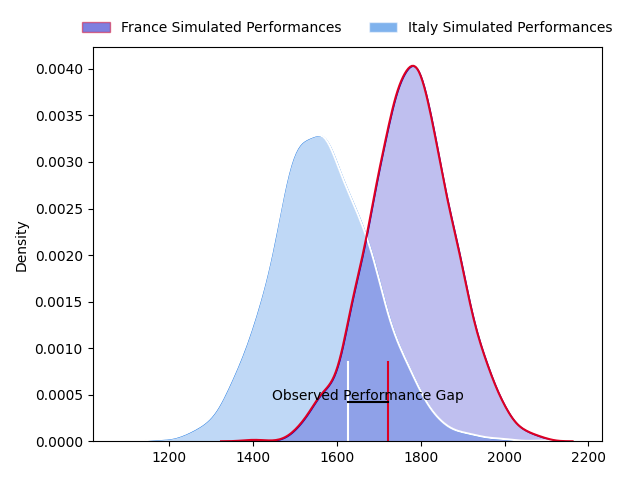 France Simulated Performances Italy Simulated Performances
0.0040
0.0035
0.0030
0.0025
0.0020
0.0015
0.0010
0.0005
0.0000
Density
Observed Performance Gap
1200 1400 1600 1800 2000 2200